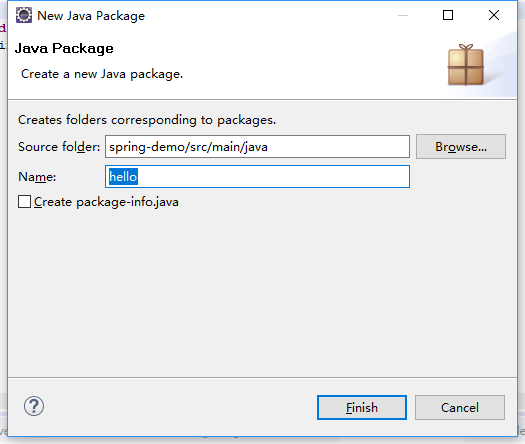 New Java Package
Java Package
Create a new Java package.
Creates folders corresponding to packages.
Source folder: spring-demo/src/main/java Browse...
Name: hello
Create package-info.java
? Finish Cancel